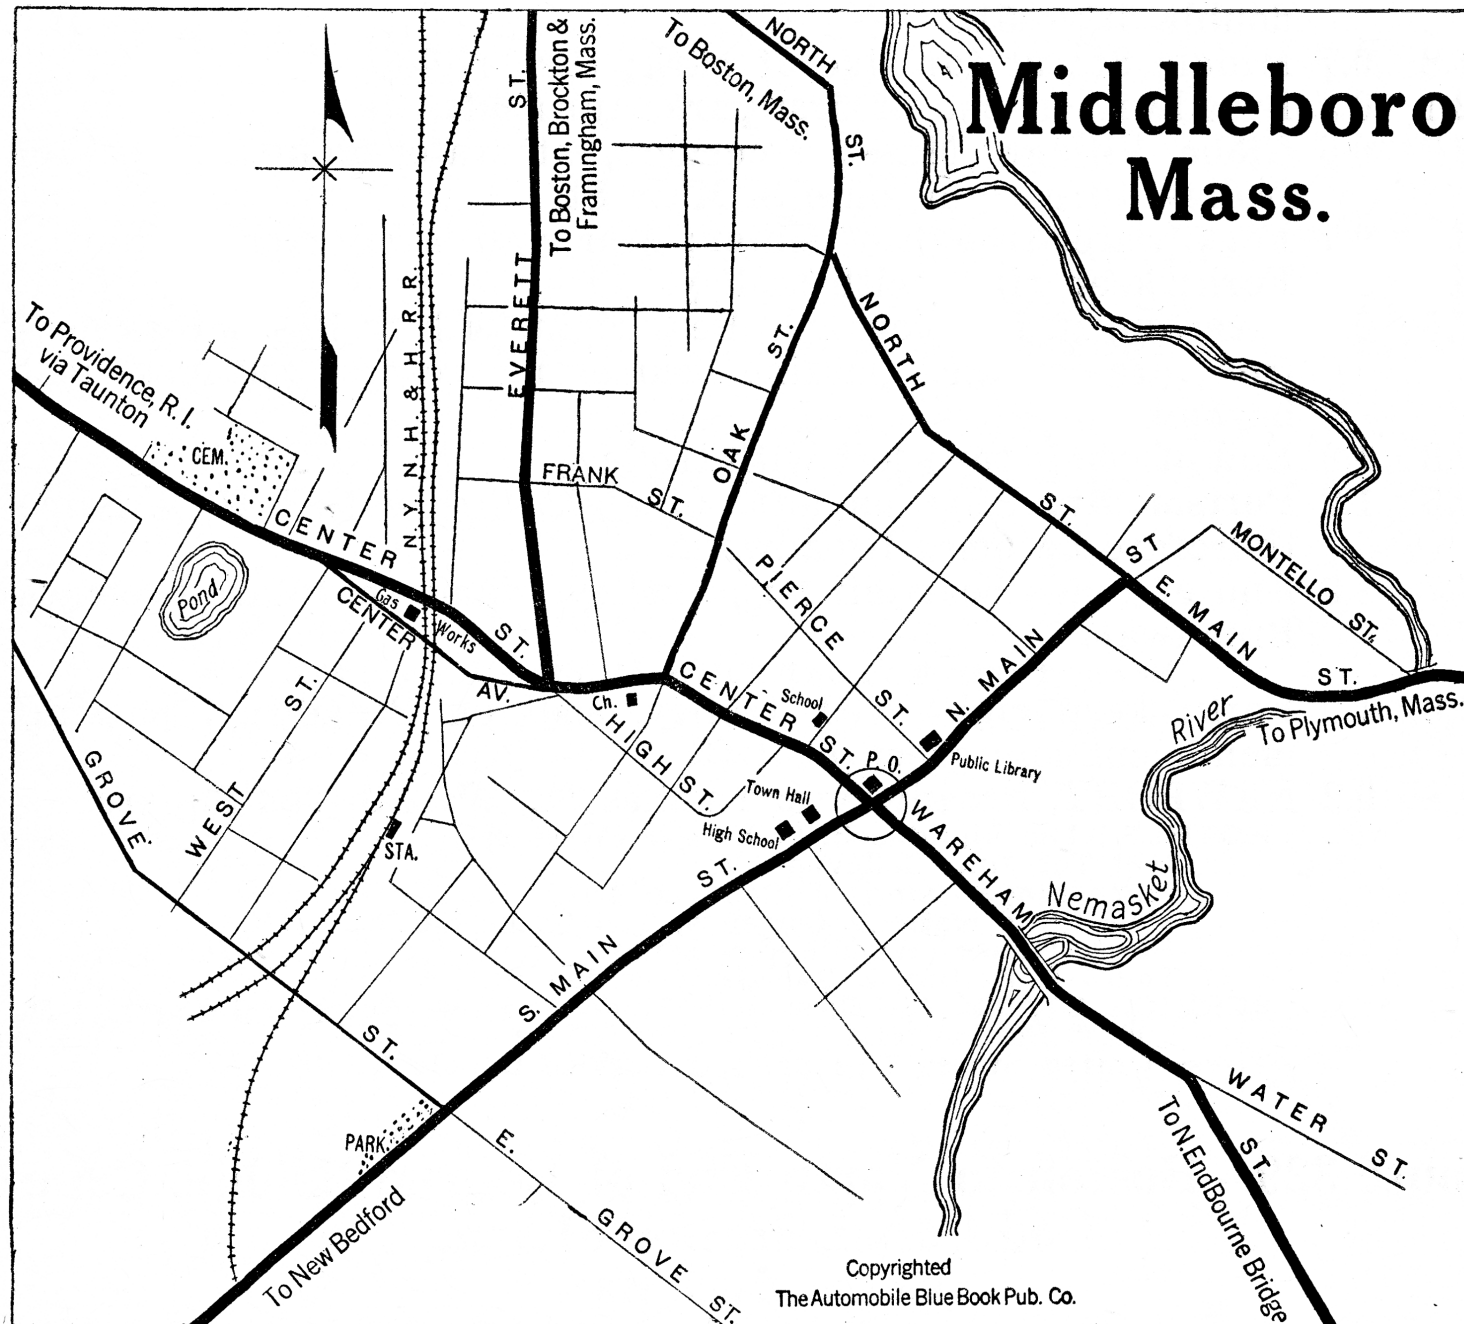 Middleboro
Mass.
NORTH
ST.
To Boston, Mass.
To Boston, Brockton &
Framingham, Mass.
EVERETT ST.
N. Y. N. H. & H. R. R.
To Providence, R. I.
via Taunton
CEM.
CENTER ST.
Pond
Gas
Works
CENTER AV.
FRANK ST.
OAK ST.
NORTH ST.
PIERCE ST.
ST
MONTELLO ST.
E. MAIN ST.
N. MAIN
River
To Plymouth, Mass.
Ch.
HIGH ST.
CENTER ST.
School
P. O.
Public Library
Town Hall
High School
GROVE
ST.
WEST ST.
STA.
S. MAIN ST.
WAREHAM
ST.
Nemasket
WATER ST.
To N. End Bourne Bridge
PARK
To New Bedford
E. GROVE ST.
Copyrighted
The Automobile Blue Book Pub. Co.